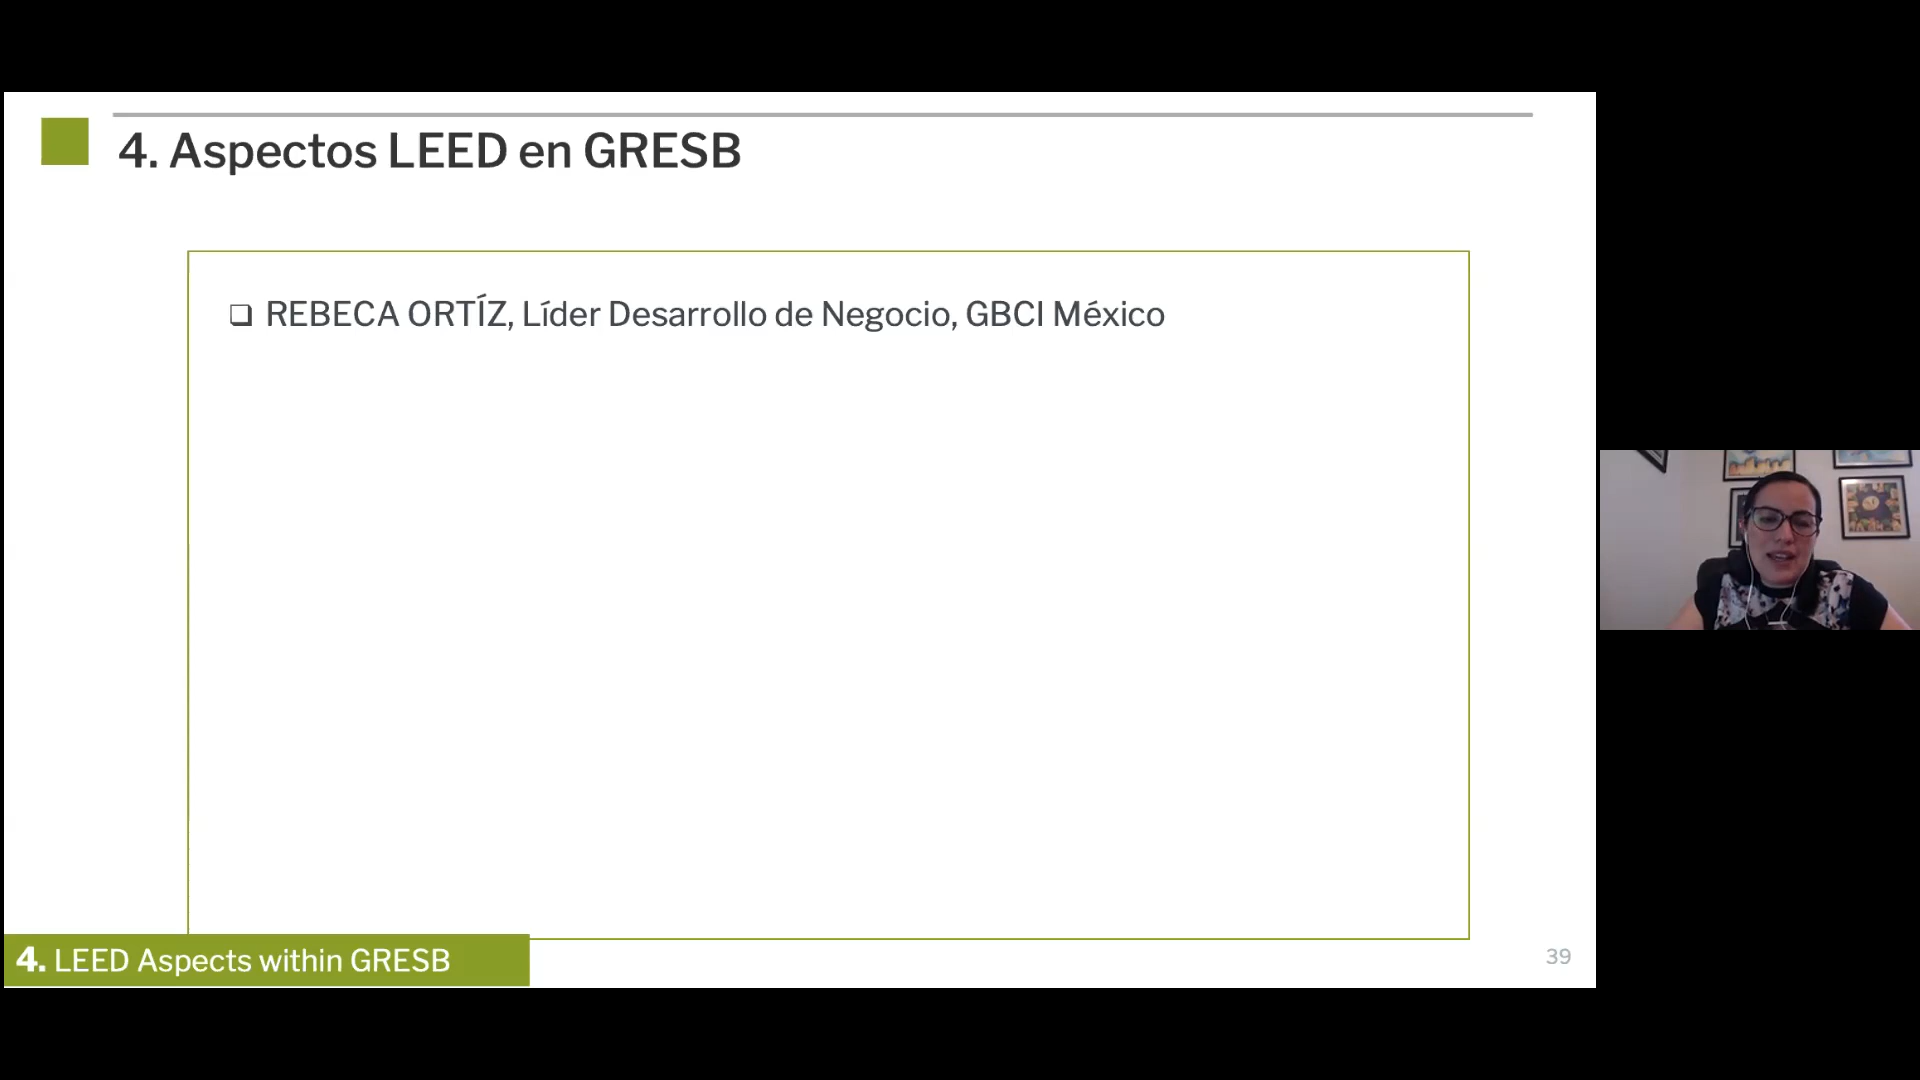 4. Aspectos LEED en GRESB
❑ REBECA ORTÍZ, Líder Desarrollo de Negocio, GBCI México
4. LEED Aspects within GRESB
39